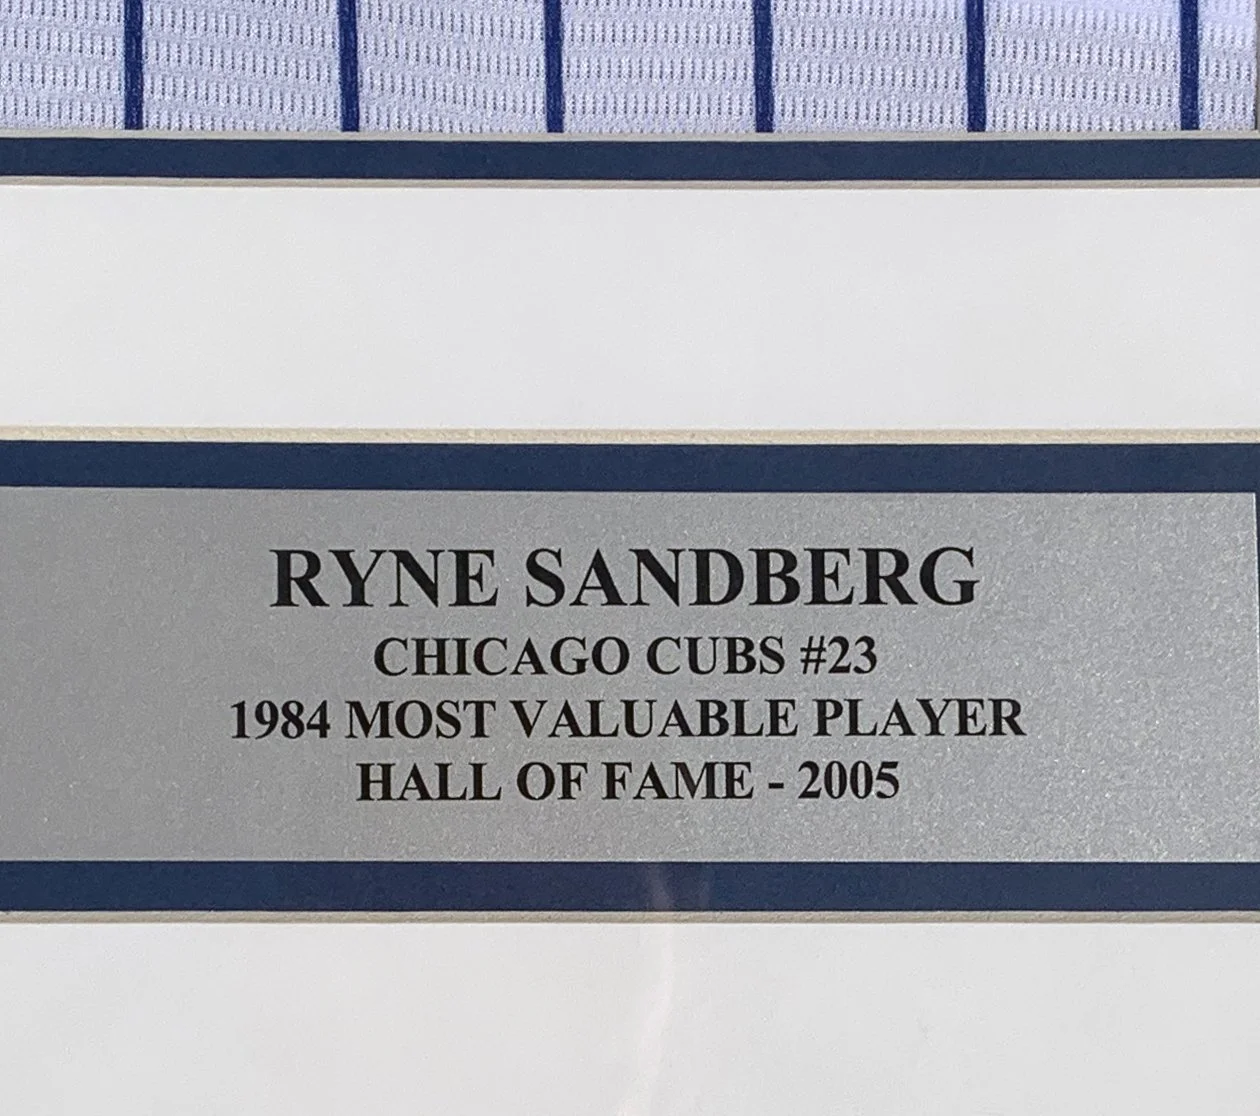 RYNE SANDBERG
CHICAGO CUBS #23
1984 MOST VALUABLE PLAYER
HALL OF FAME - 2005